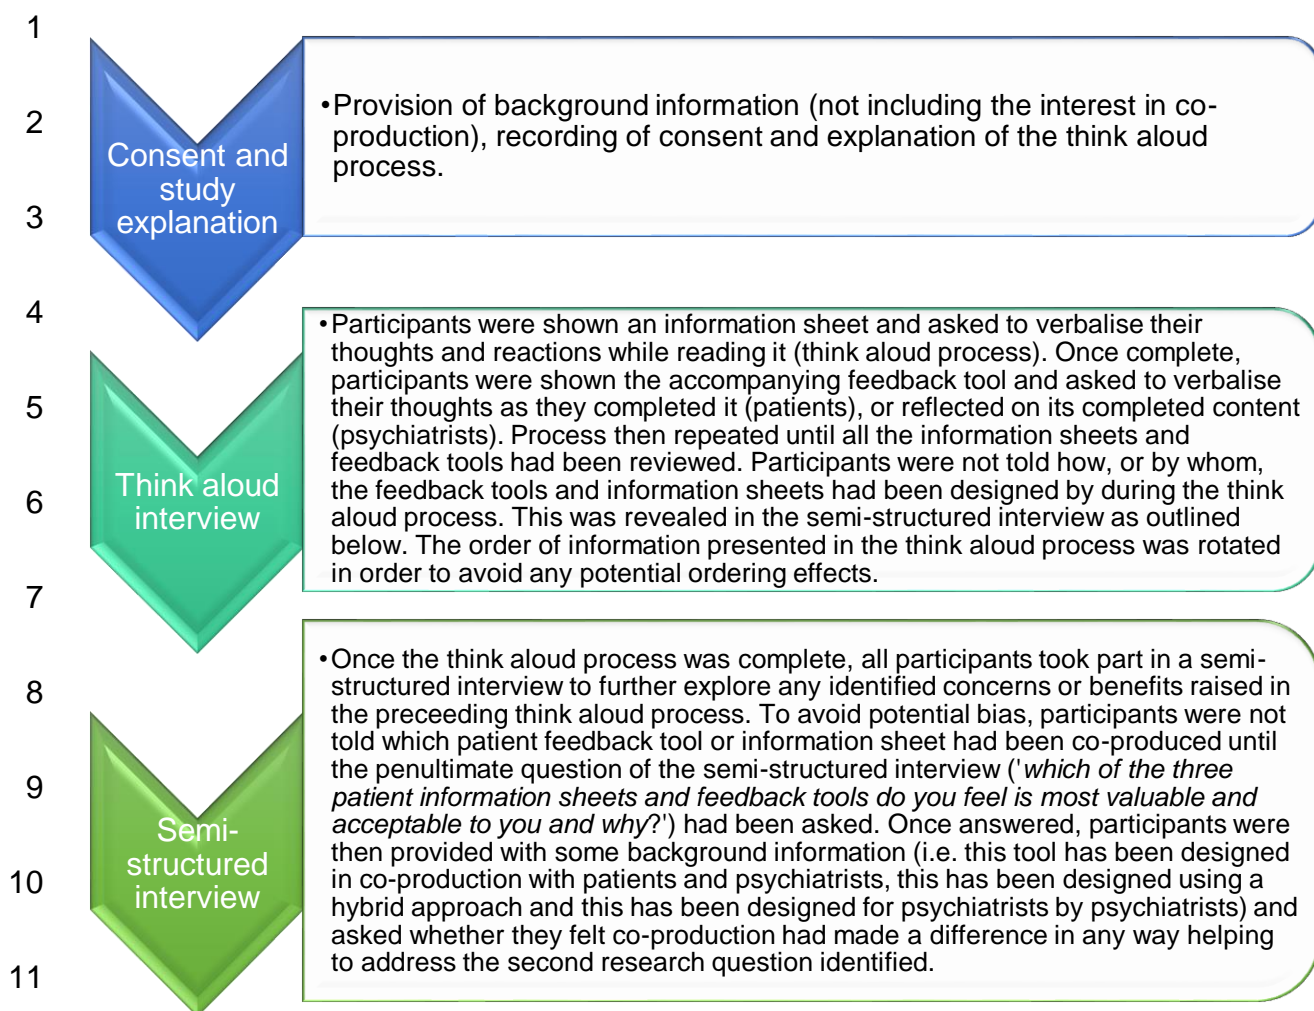 1
2
3
4
5
6
7
8
9
10
11
Consent and
study
explanation
•Provision of background information (not including the interest in co-
production), recording of consent and explanation of the think aloud
process.
Think aloud
interview
•Participants were shown an information sheet and asked to verbalise their
thoughts and reactions while reading it (think aloud process). Once complete,
participants were shown the accompanying feedback tool and asked to verbalise
their thoughts as they completed it (patients), or reflected on its completed content
(psychiatrists). Process then repeated until all the information sheets and
feedback tools had been reviewed. Participants were not told how, or by whom,
the feedback tools and information sheets had been designed by during the think
aloud process. This was revealed in the semi-structured interview as outlined
below. The order of information presented in the think aloud process was rotated
in order to avoid any potential ordering effects.
Semi-
structured
interview
•Once the think aloud process was complete, all participants took part in a semi-
structured interview to further explore any identified concerns or benefits raised in
the preceeding think aloud process. To avoid potential bias, participants were not
told which patient feedback tool or information sheet had been co-produced until
the penultimate question of the semi-structured interview ('which of the three
patient information sheets and feedback tools do you feel is most valuable and
acceptable to you and why?') had been asked. Once answered, participants were
then provided with some background information (i.e. this tool has been designed
in co-production with patients and psychiatrists, this has been designed using a
hybrid approach and this has been designed for psychiatrists by psychiatrists) and
asked whether they felt co-production had made a difference in any way helping
to address the second research question identified.